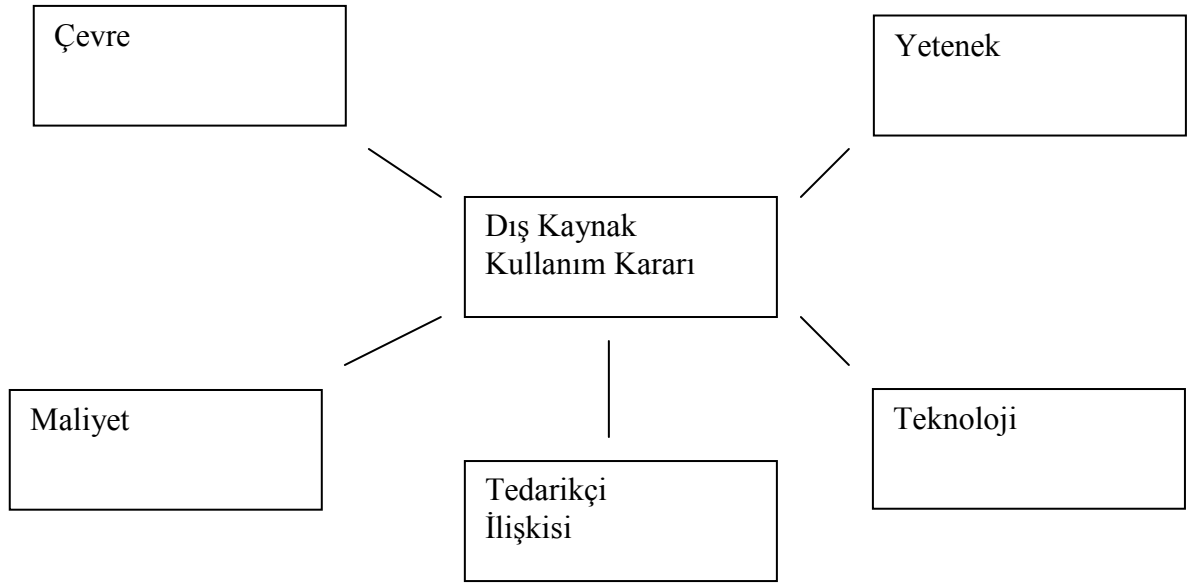 Çevre
Yetenek
Dış Kaynak
Kullanım Kararı
Maliyet
Teknoloji
Tedarikçi
İlişkisi